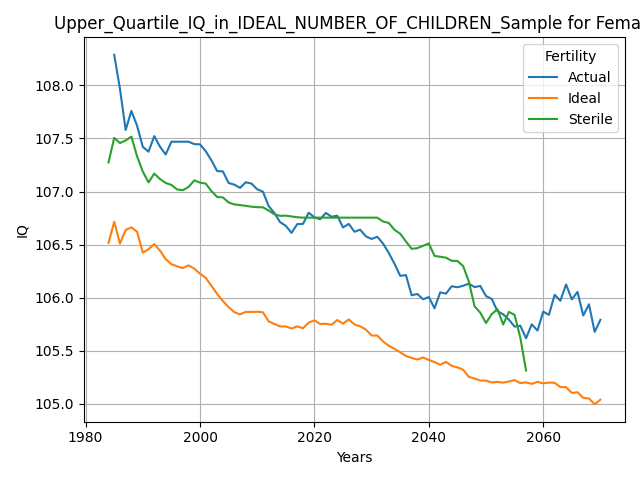 Upper_Quartile_IQ_in_IDEAL_NUMBER_OF_CHILDREN_Sample for Fema
Fertility
Actual
Ideal
Sterile
IQ
108.0
107.5
107.0
106.5
106.0
105.5
105.0
1980 2000 2020 2040 2060
Years